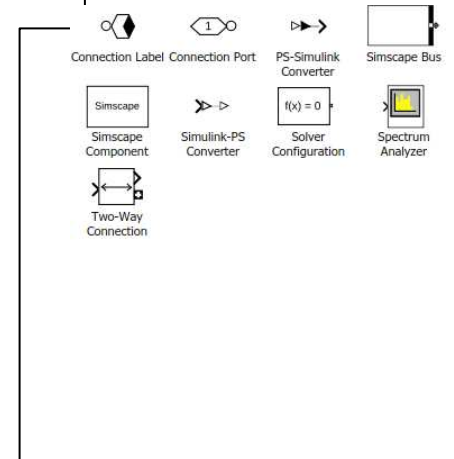 1
Connection Label Connection Port PS-Simulink Converter Simscape Bus
Simscape
f(x) = 0
Simscape Component Simulink-PS Converter Solver Configuration Spectrum Analyzer
Two-Way
Connection